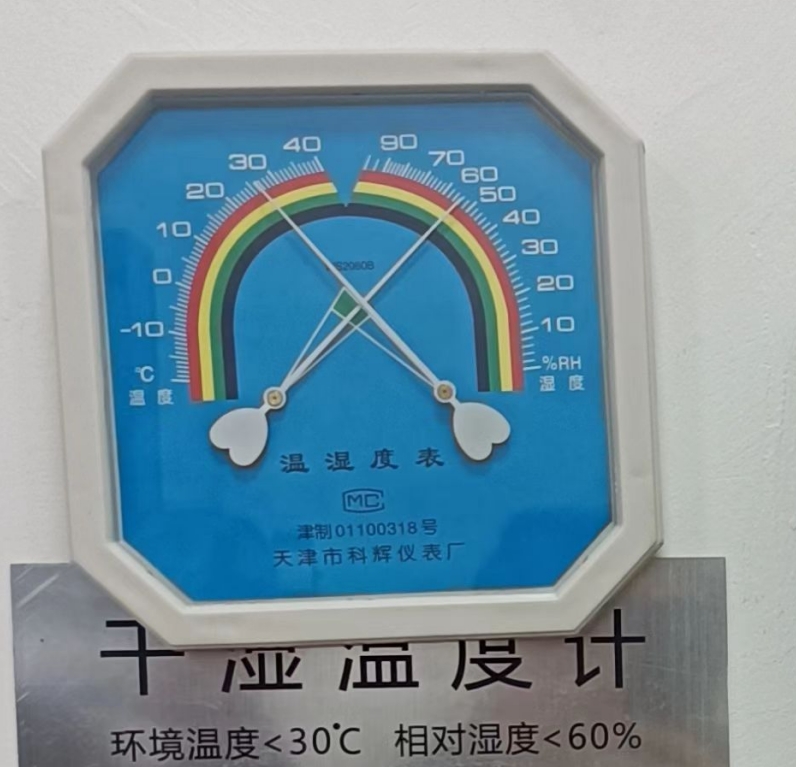 40 90
30 70
20 60
50
10 40
30
0 20
-10 10
℃ %RH
温度 湿度
温湿度表
MC
津制01100318号
天津市科辉仪表厂
干湿温度计
环境温度<30℃ 相对湿度<60%